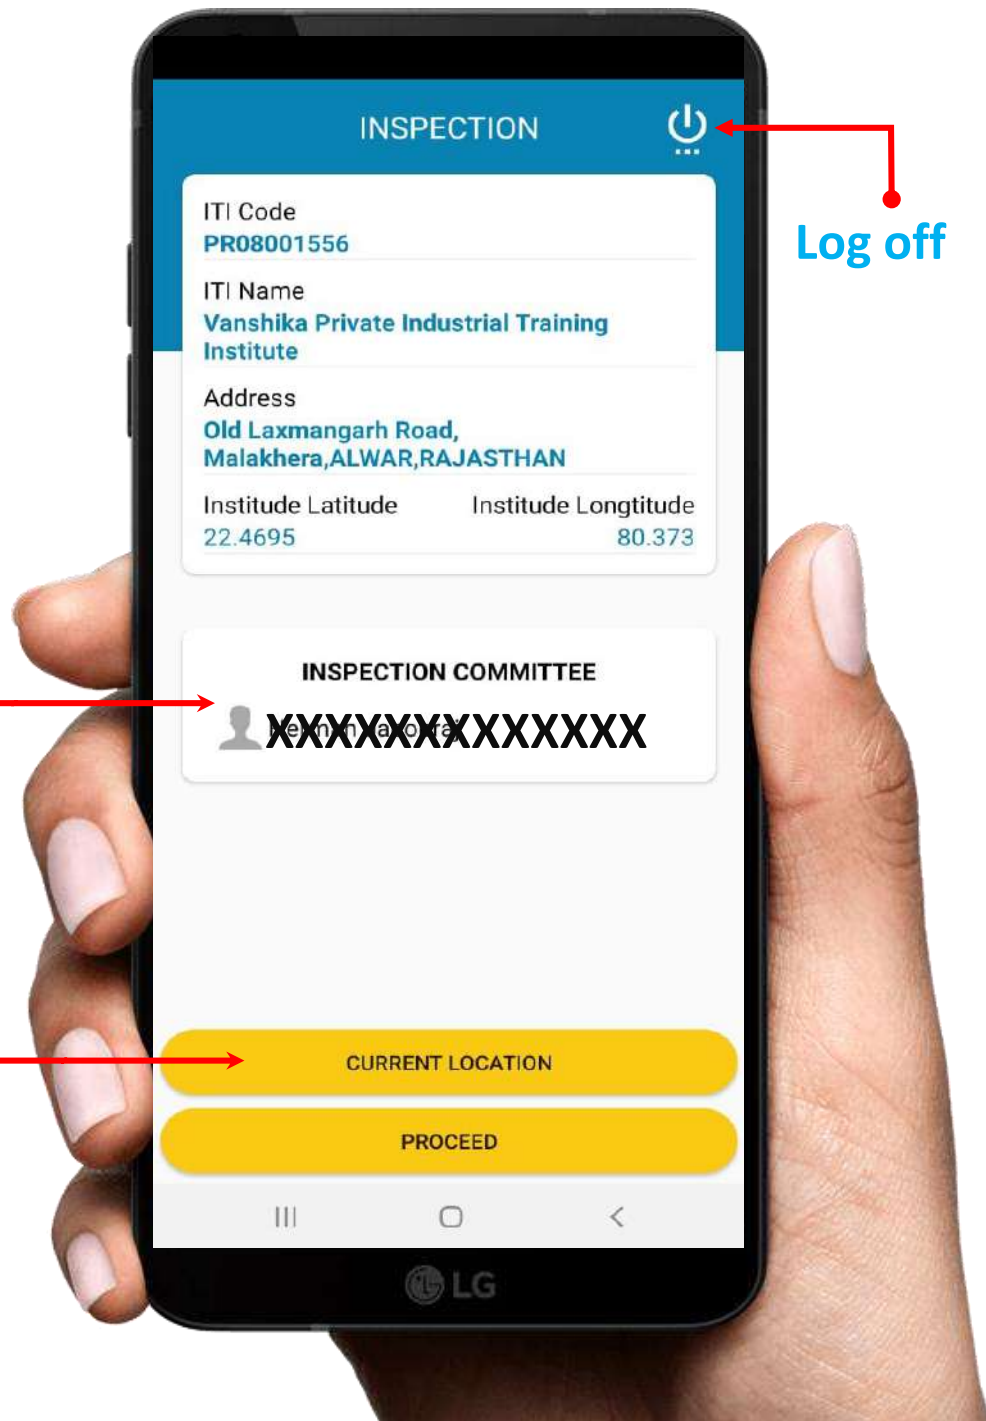 INSPECTION
Log off
ITI Code
PR08001556
ITI Name
Vanshika Private Industrial Training
Institute
Address
Old Laxmangarh Road,
Malakhera,ALWAR,RAJASTHAN
Institude Latitude Institude Longtitude
22.4695 80.373
INSPECTION COMMITTEE
XXXXXXXXXXXXX
CURRENT LOCATION
PROCEED
LG